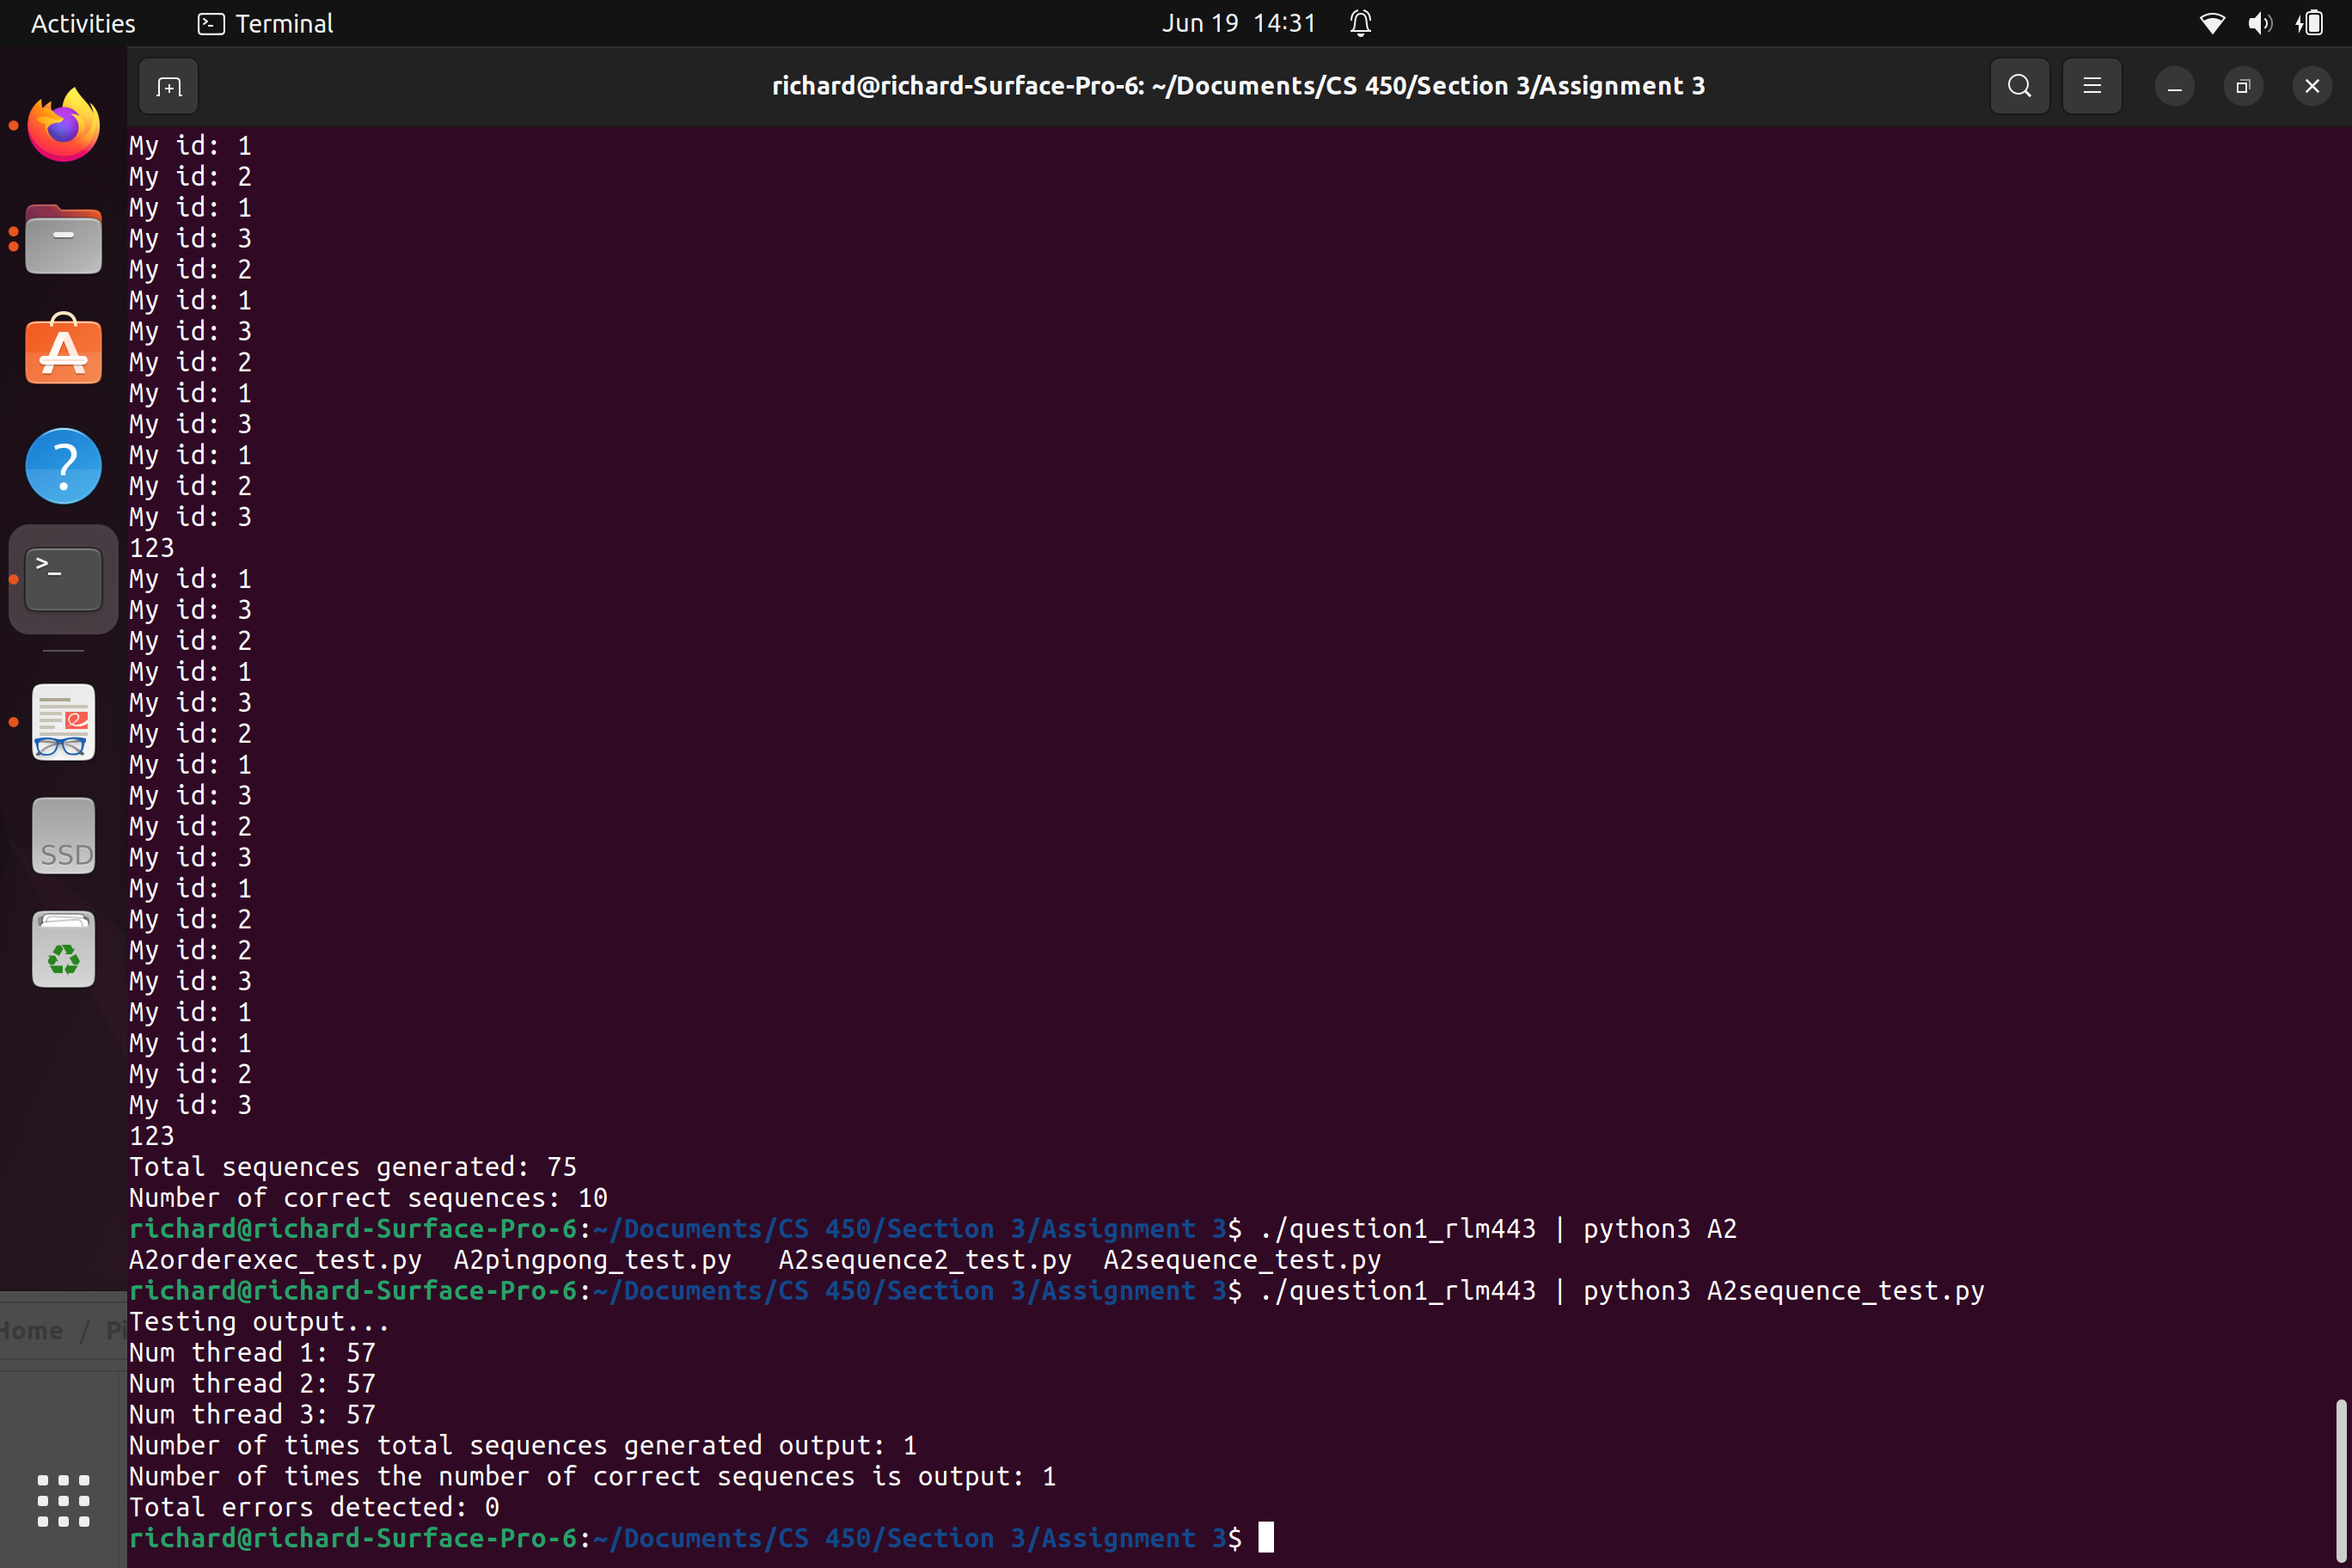 Activities Terminal Jun 19 14:31
richard@richard-Surface-Pro-6: ~/Documents/CS 450/Section 3/Assignment 3
My id: 1
My id: 2
My id: 1
My id: 3
My id: 2
My id: 1
My id: 3
My id: 2
My id: 1
My id: 3
My id: 1
My id: 2
My id: 3
123
My id: 1
My id: 3
My id: 2
My id: 1
My id: 3
My id: 2
My id: 1
My id: 3
My id: 2
My id: 3
My id: 1
My id: 2
My id: 2
My id: 3
My id: 1
My id: 1
My id: 2
My id: 3
123
Total sequences generated: 75
Number of correct sequences: 10
richard@richard-Surface-Pro-6:~/Documents/CS 450/Section 3/Assignment 3$ ./question1_rlm443 | python3 A2
A2orderexec_test.py A2pingpong_test.py A2sequence2_test.py A2sequence_test.py
richard@richard-Surface-Pro-6:~/Documents/CS 450/Section 3/Assignment 3$ ./question1_rlm443 | python3 A2sequence_test.py
Testing output...
Num thread 1: 57
Num thread 2: 57
Num thread 3: 57
Number of times total sequences generated output: 1
Number of times the number of correct sequences is output: 1
Total errors detected: 0
richard@richard-Surface-Pro-6:~/Documents/CS 450/Section 3/Assignment 3$
SSD
Home / Pi